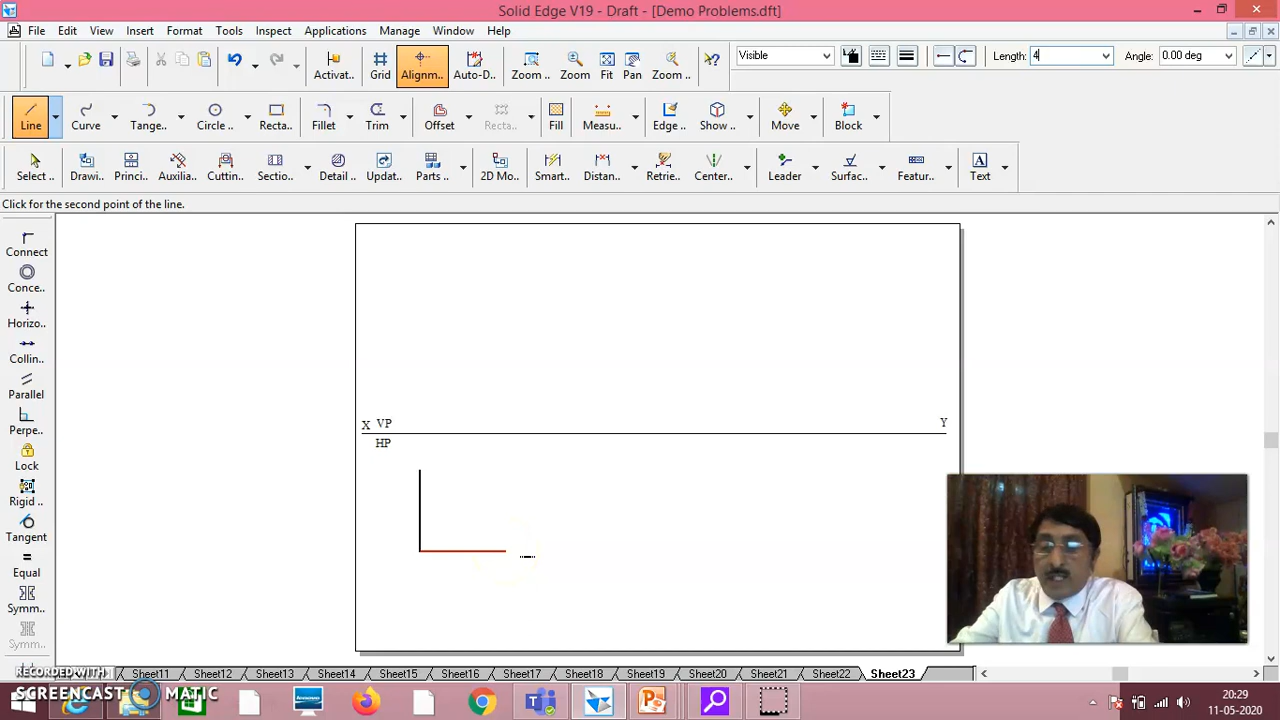 Solid Edge V19 - Draft - [Demo Problems.dft]
File Edit View Insert Format Tools Inspect Applications Manage Window Help
Activat.. Grid Alignm.. Auto-D.. Zoom .. Zoom Fit Pan Zoom .. Visible Length: 4 Angle: 0.00 deg
Line Curve Tange.. Circle .. Recta.. Fillet Trim Offset Recta.. Fill Measu.. Edge .. Show .. Move Block
Select .. Drawi.. Princi.. Auxilia.. Cuttin.. Sectio.. Detail .. Updat.. Parts .. 2D Mo.. Smart.. Distan.. Retrie.. Center.. Leader Surfac.. Featur.. Text
Click for the second point of the line.
Connect
Conce..
Horizo..
Collin..
Parallel
Perpe..
Lock
Rigid ..
Tangent
Equal
Symm..
Symm..
X VP Y
HP
Sheet11 Sheet12 Sheet13 Sheet14 Sheet15 Sheet16 Sheet17 Sheet18 Sheet19 Sheet20 Sheet21 Sheet22 Sheet23
RECORDED WITH
SCREENCAST MATIC
20:29
11-05-2020